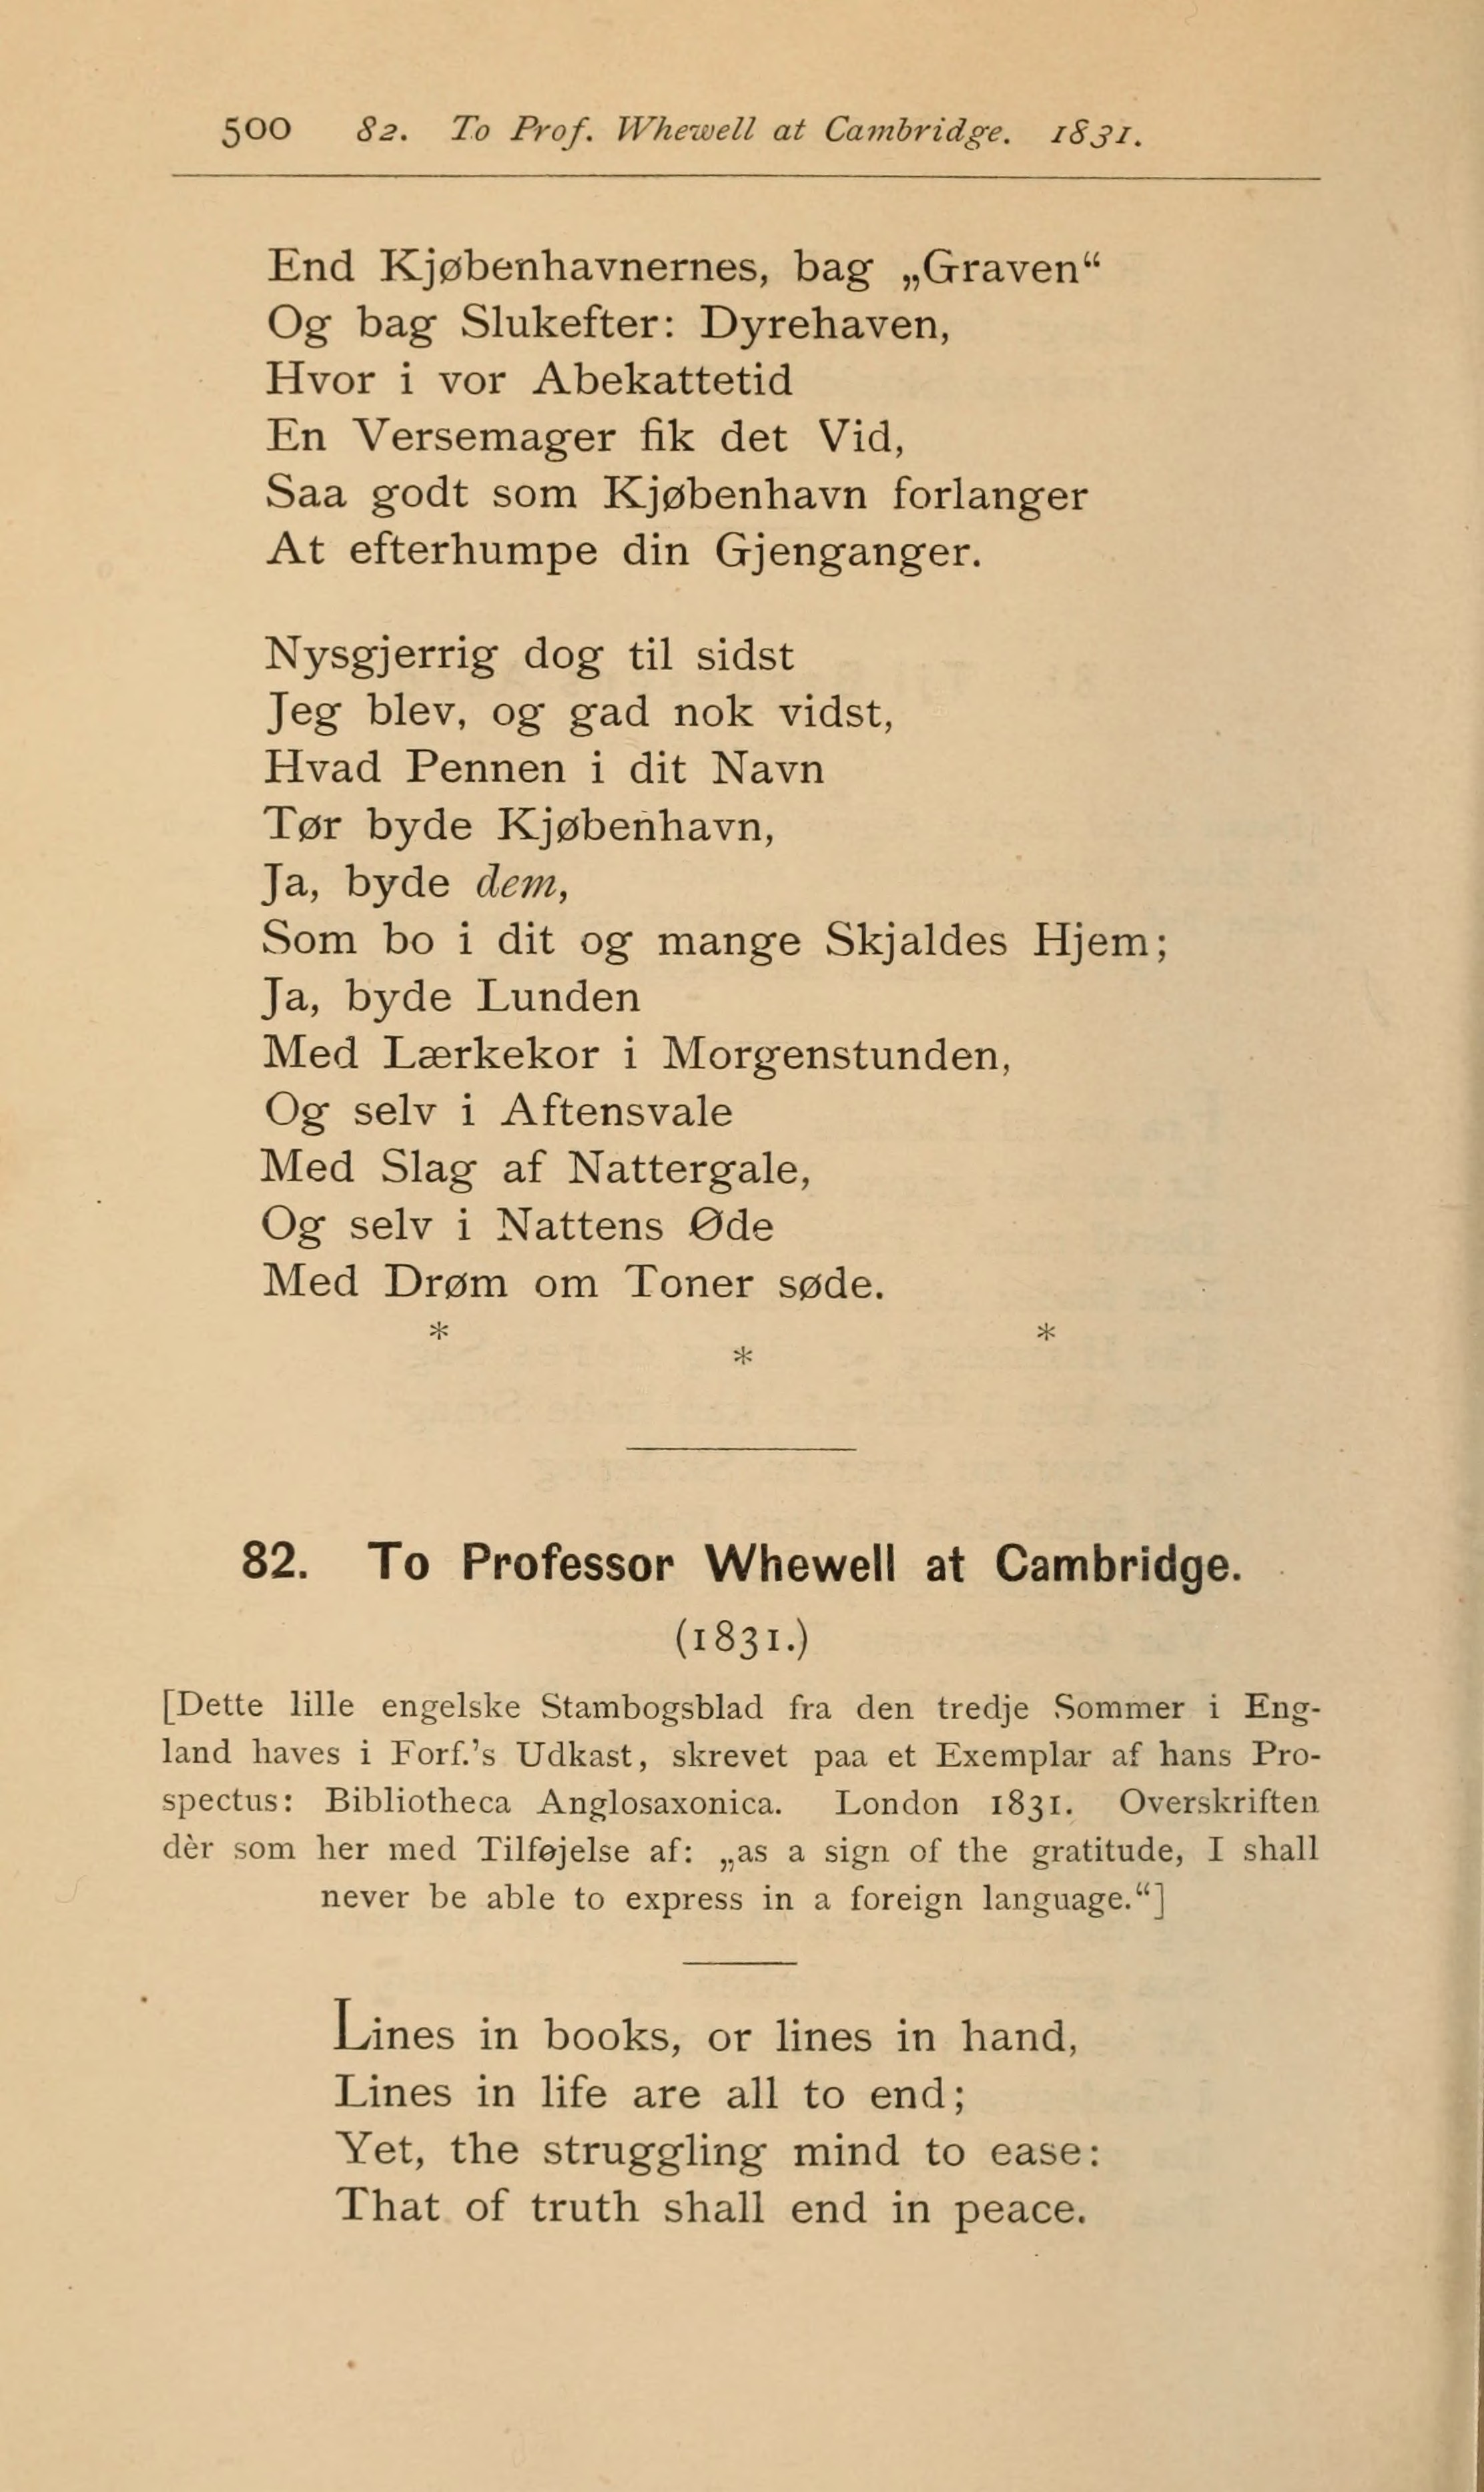 500 82. To Prof. Whewell at Cambridge. 1831.
End Kjøbenhavnernes, bag „Graven“
Og bag Slukefter: Dyrehaven,
Hvor i vor Abekattetid
En Versemager fik det Vid,
Saa godt som Kjøbenhavn forlanger
At efterhumpe din Gjenganger.
Nysgjerrig dog til sidst
Jeg blev, og gad nok vidst,
Hvad Pennen i dit Navn
Tør byde Kjøbenhavn,
Ja, byde dem,
Som bo i dit og mange Skjaldes Hjem;
Ja, byde Lunden
Med Lærkekor i Morgenstunden,
Og selv i Aftensvale
Med Slag af Nattergale,
Og selv i Nattens Øde
Med Drøm om Toner søde.
* * *
82. To Professor Whewell at Cambridge.
(1831.)
[Dette lille engelske Stambogsblad fra den tredje Sommer i Eng-
land haves i Forf.'s Udkast, skrevet paa et Exemplar af hans Pro-
spectus: Bibliotheca Anglosaxonica. London 1831. Overskriften
dèr som her med Tilføjelse af: „as a sign of the gratitude, I shall
never be able to express in a foreign language.“]
Lines in books, or lines in hand,
Lines in life are all to end;
Yet, the struggling mind to ease:
That of truth shall end in peace.